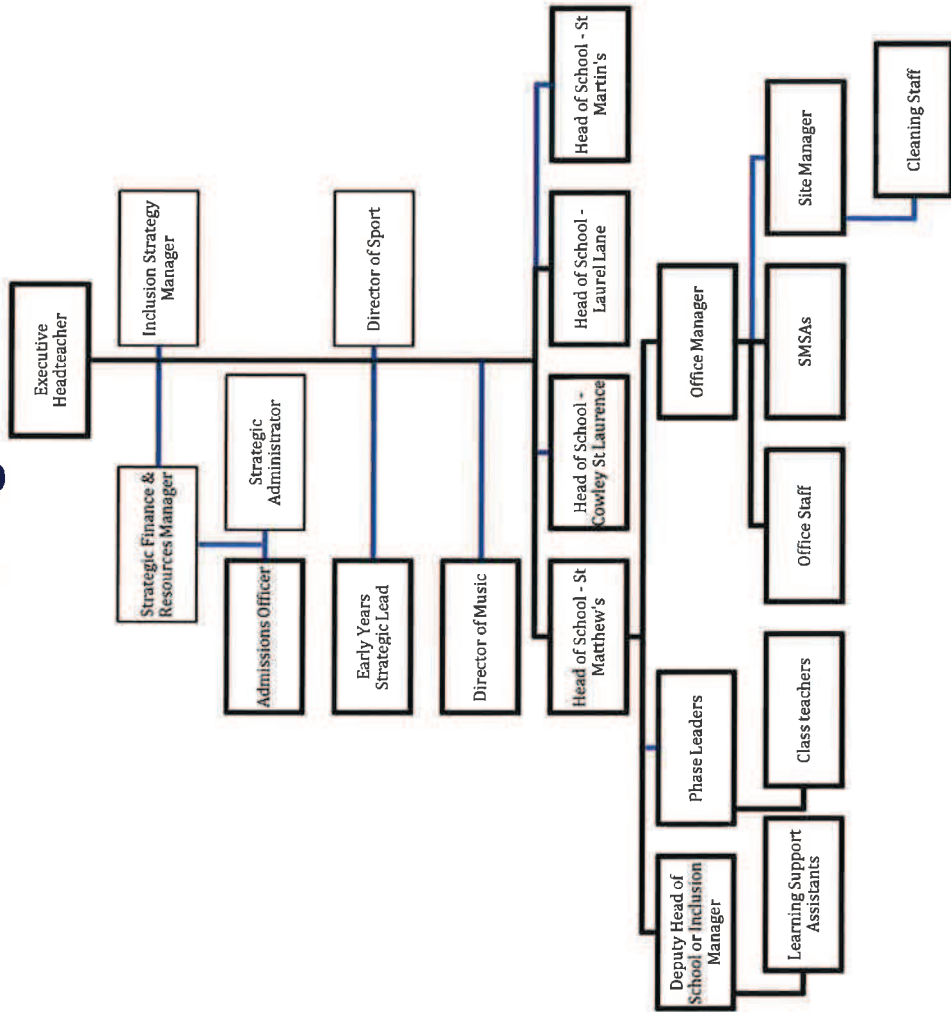 Executive
Headteacher
Strategic Finance &
Resources Manager
Inclusion Strategy
Manager
Admissions Officer
Strategic
Administrator
Early Years
Strategic Lead
Director of Sport
Director of Music
Head of School - St
Matthew's
Head of School -
Cowley St Laurence
Head of School -
Laurel Lane
Head of School - St
Martin's
Deputy Head of
School or Inclusion
Manager
Phase Leaders
Office Manager
Learning Support
Assistants
Class teachers
Office Staff
SMSAs
Site Manager
Cleaning Staff